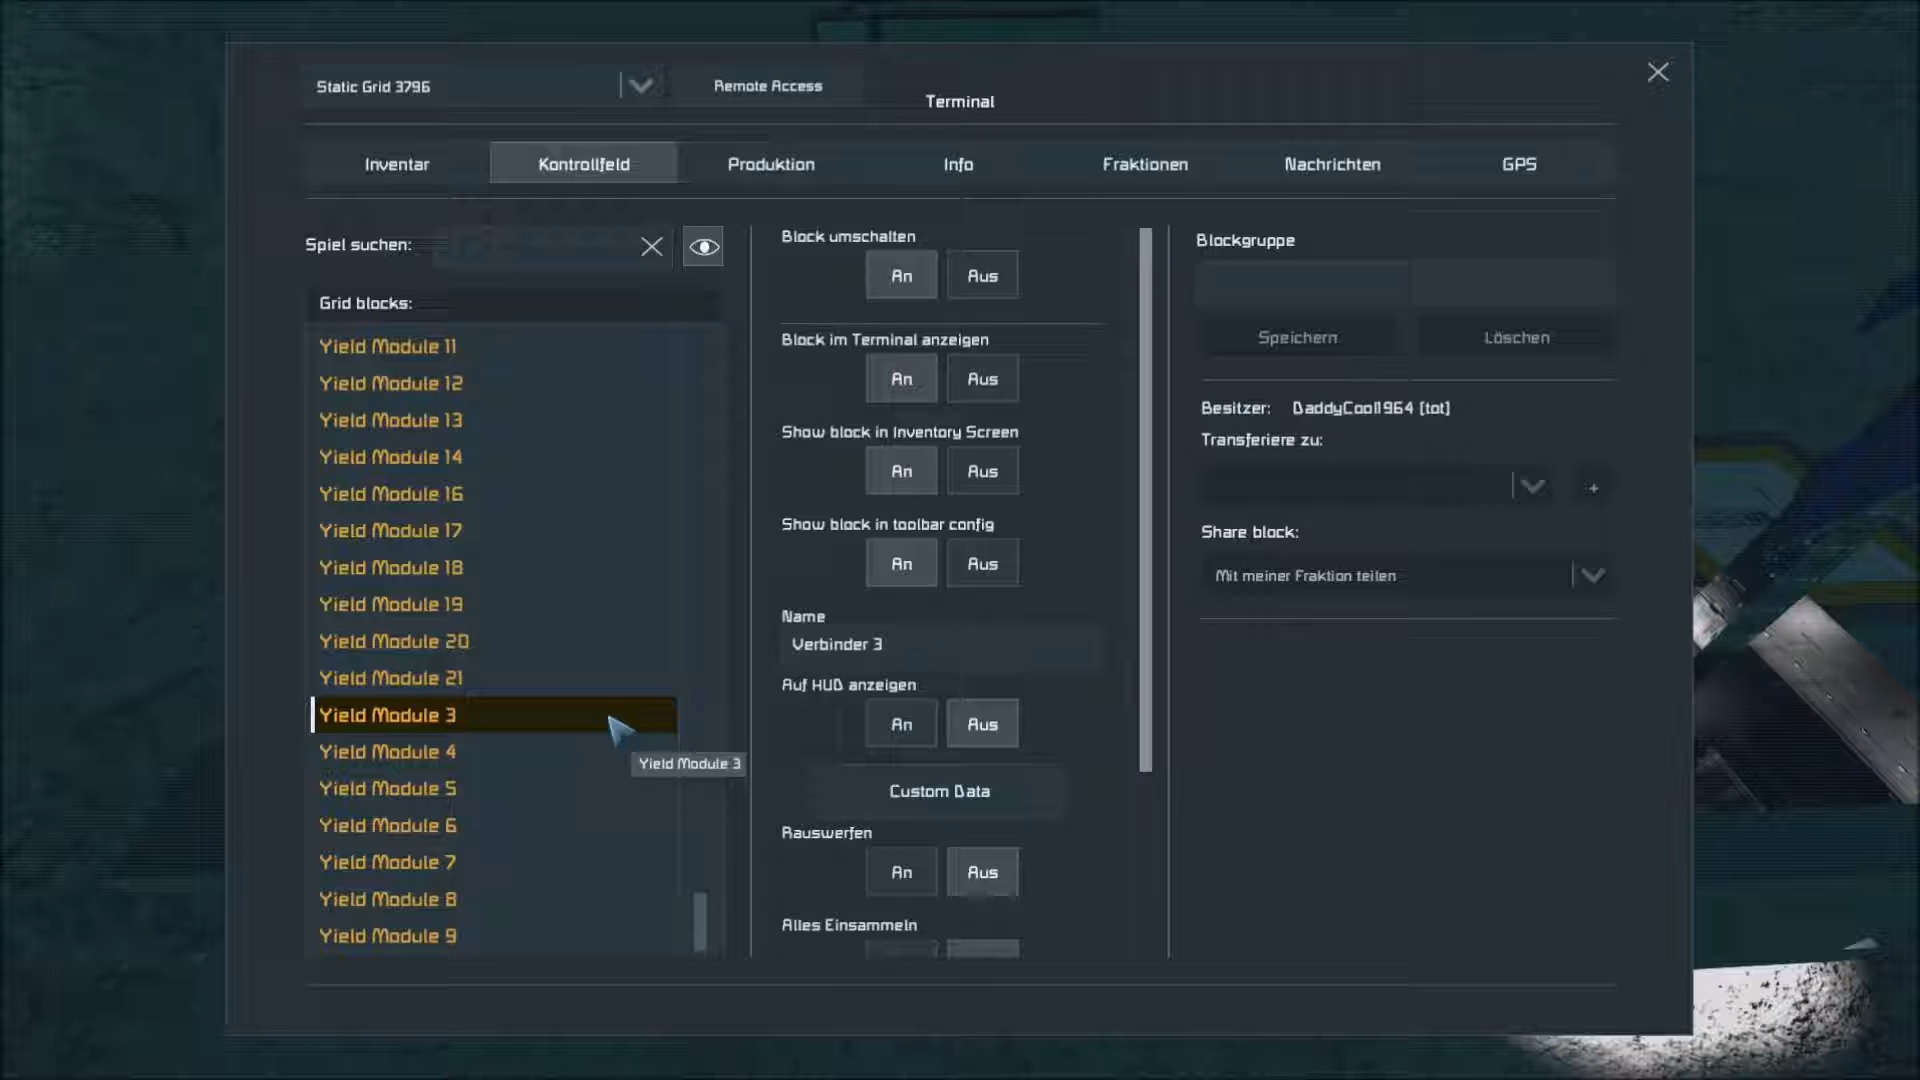 Static Grid 3796
Remote Access
Terminal
Inventar
Kontrollfeld
Produktion
Info
Fraktionen
Nachrichten
GPS
Spiel suchen:
Grid blocks:
Yield Module 11
Yield Module 12
Yield Module 13
Yield Module 14
Yield Module 16
Yield Module 17
Yield Module 18
Yield Module 19
Yield Module 20
Yield Module 21
Yield Module 3
Yield Module 3
Yield Module 4
Yield Module 5
Yield Module 6
Yield Module 7
Yield Module 8
Yield Module 9
Block umschalten
An Aus
Block im Terminal anzeigen
An Aus
Show block in Inventory Screen
An Aus
Show block in toolbar config
An Aus
Name
Verbinder 3
Auf HUD anzeigen
An Aus
Custom Data
Rauswerfen
An Aus
Alles Einsammeln
Blockgruppe
Speichern Löschen
Besitzer: DaddyCool1964 [tot]
Transferiere zu:
+
Share block:
Mit meiner Fraktion teilen